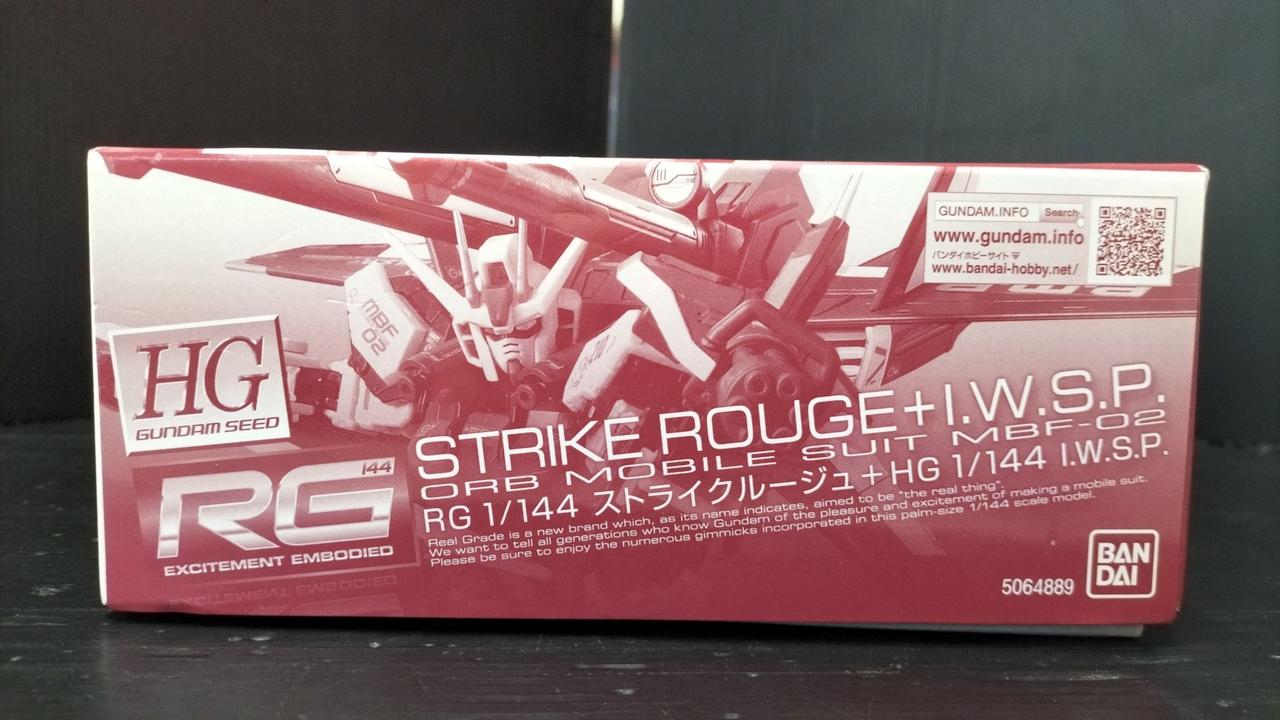 GUNDAM.INFO Search
www.gundam.info
バンダイホビーサイト
www.bandai-hobby.net/
MBF
02
HG
GUNDAM SEED
RG 144
EXCITEMENT EMBODIED
STRIKE ROUGE+I.W.S.P.
ORB MOBILE SUIT MBF-02
RG 1/144 ストライクルージュ+HG 1/144 I.W.S.P.
Real Grade is a new brand which, as its name indicates, aimed to be "the real thing".
We want to tell all generations who know Gundam of the pleasure and excitement of making a mobile suit.
Please be sure to enjoy the numerous gimmicks incorporated in this palm-size 1/144 scale model.
5064889
BAN
DAI